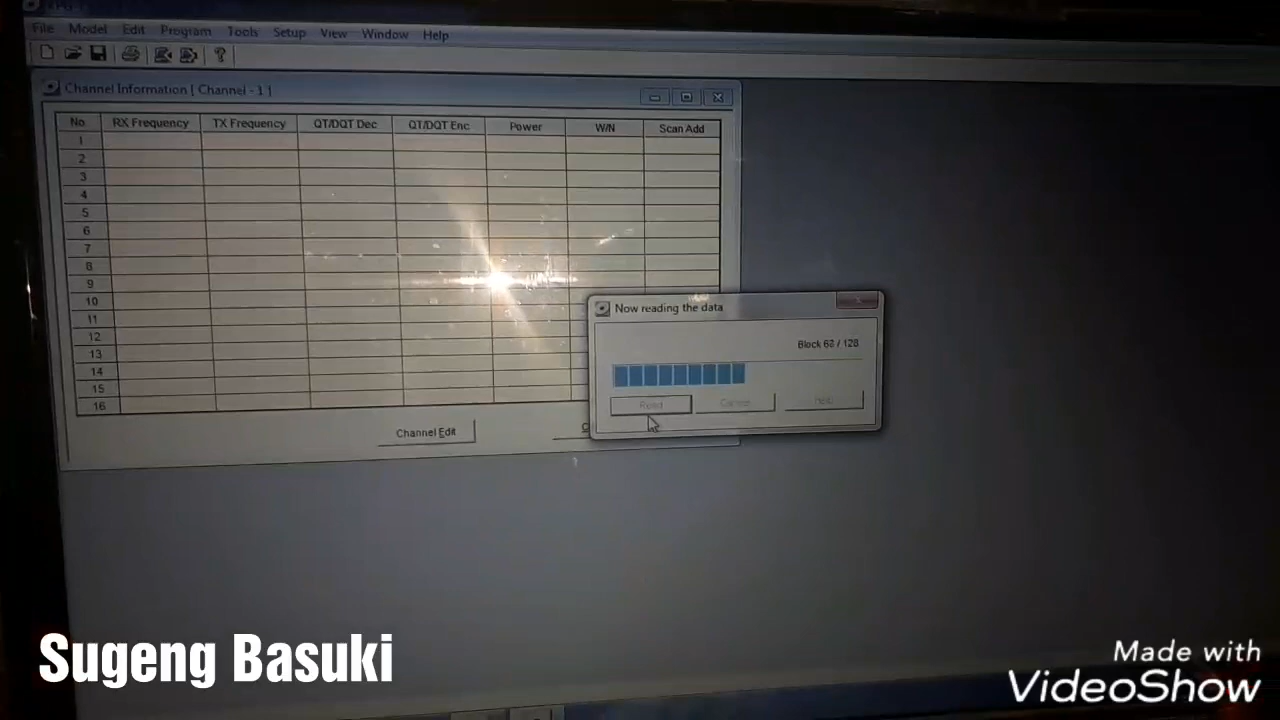 File Model Edit Program Tools Setup View Window Help
Channel Information [ Channel - 1 ]
No. RX Frequency TX Frequency QT/DQT Dec QT/DQT Enc Power W/N Scan Add
1
2
3
4
5
6
7
8
9
10
11
12
13
14
15
16
Now reading the data
Block 68 / 128
Read Cancel Help
Channel Edit
Sugeng Basuki
Made with
VideoShow